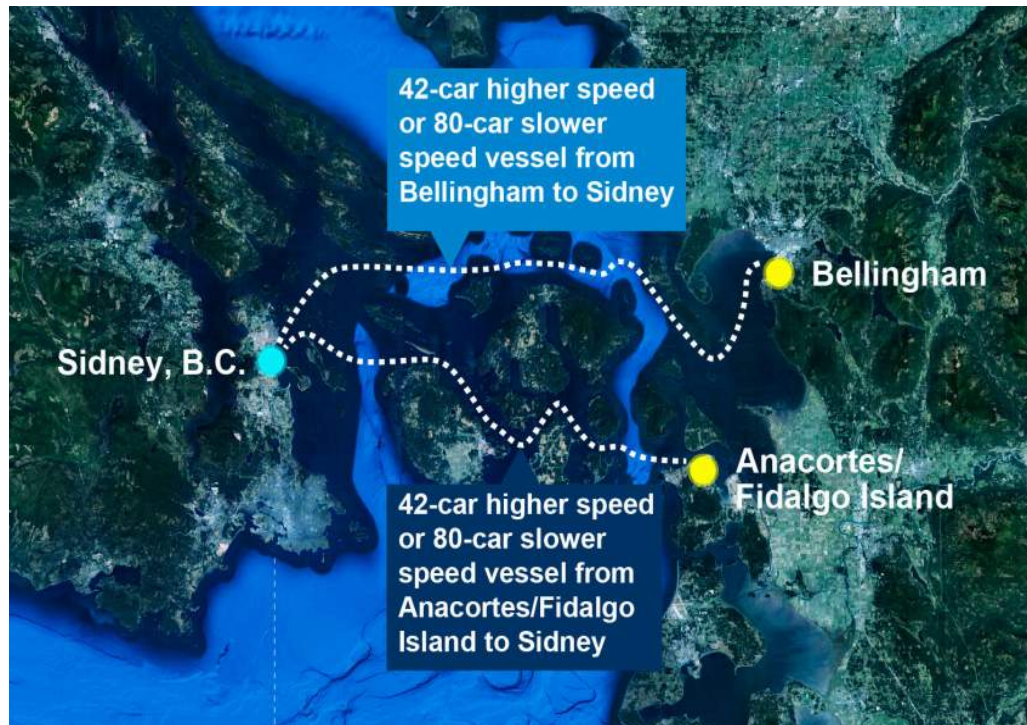 42-car higher speed
or 80-car slower
speed vessel from
Bellingham to Sidney
Bellingham
Sidney, B.C.
Anacortes/
Fidalgo Island
42-car higher speed
or 80-car slower
speed vessel from
Anacortes/Fidalgo
Island to Sidney